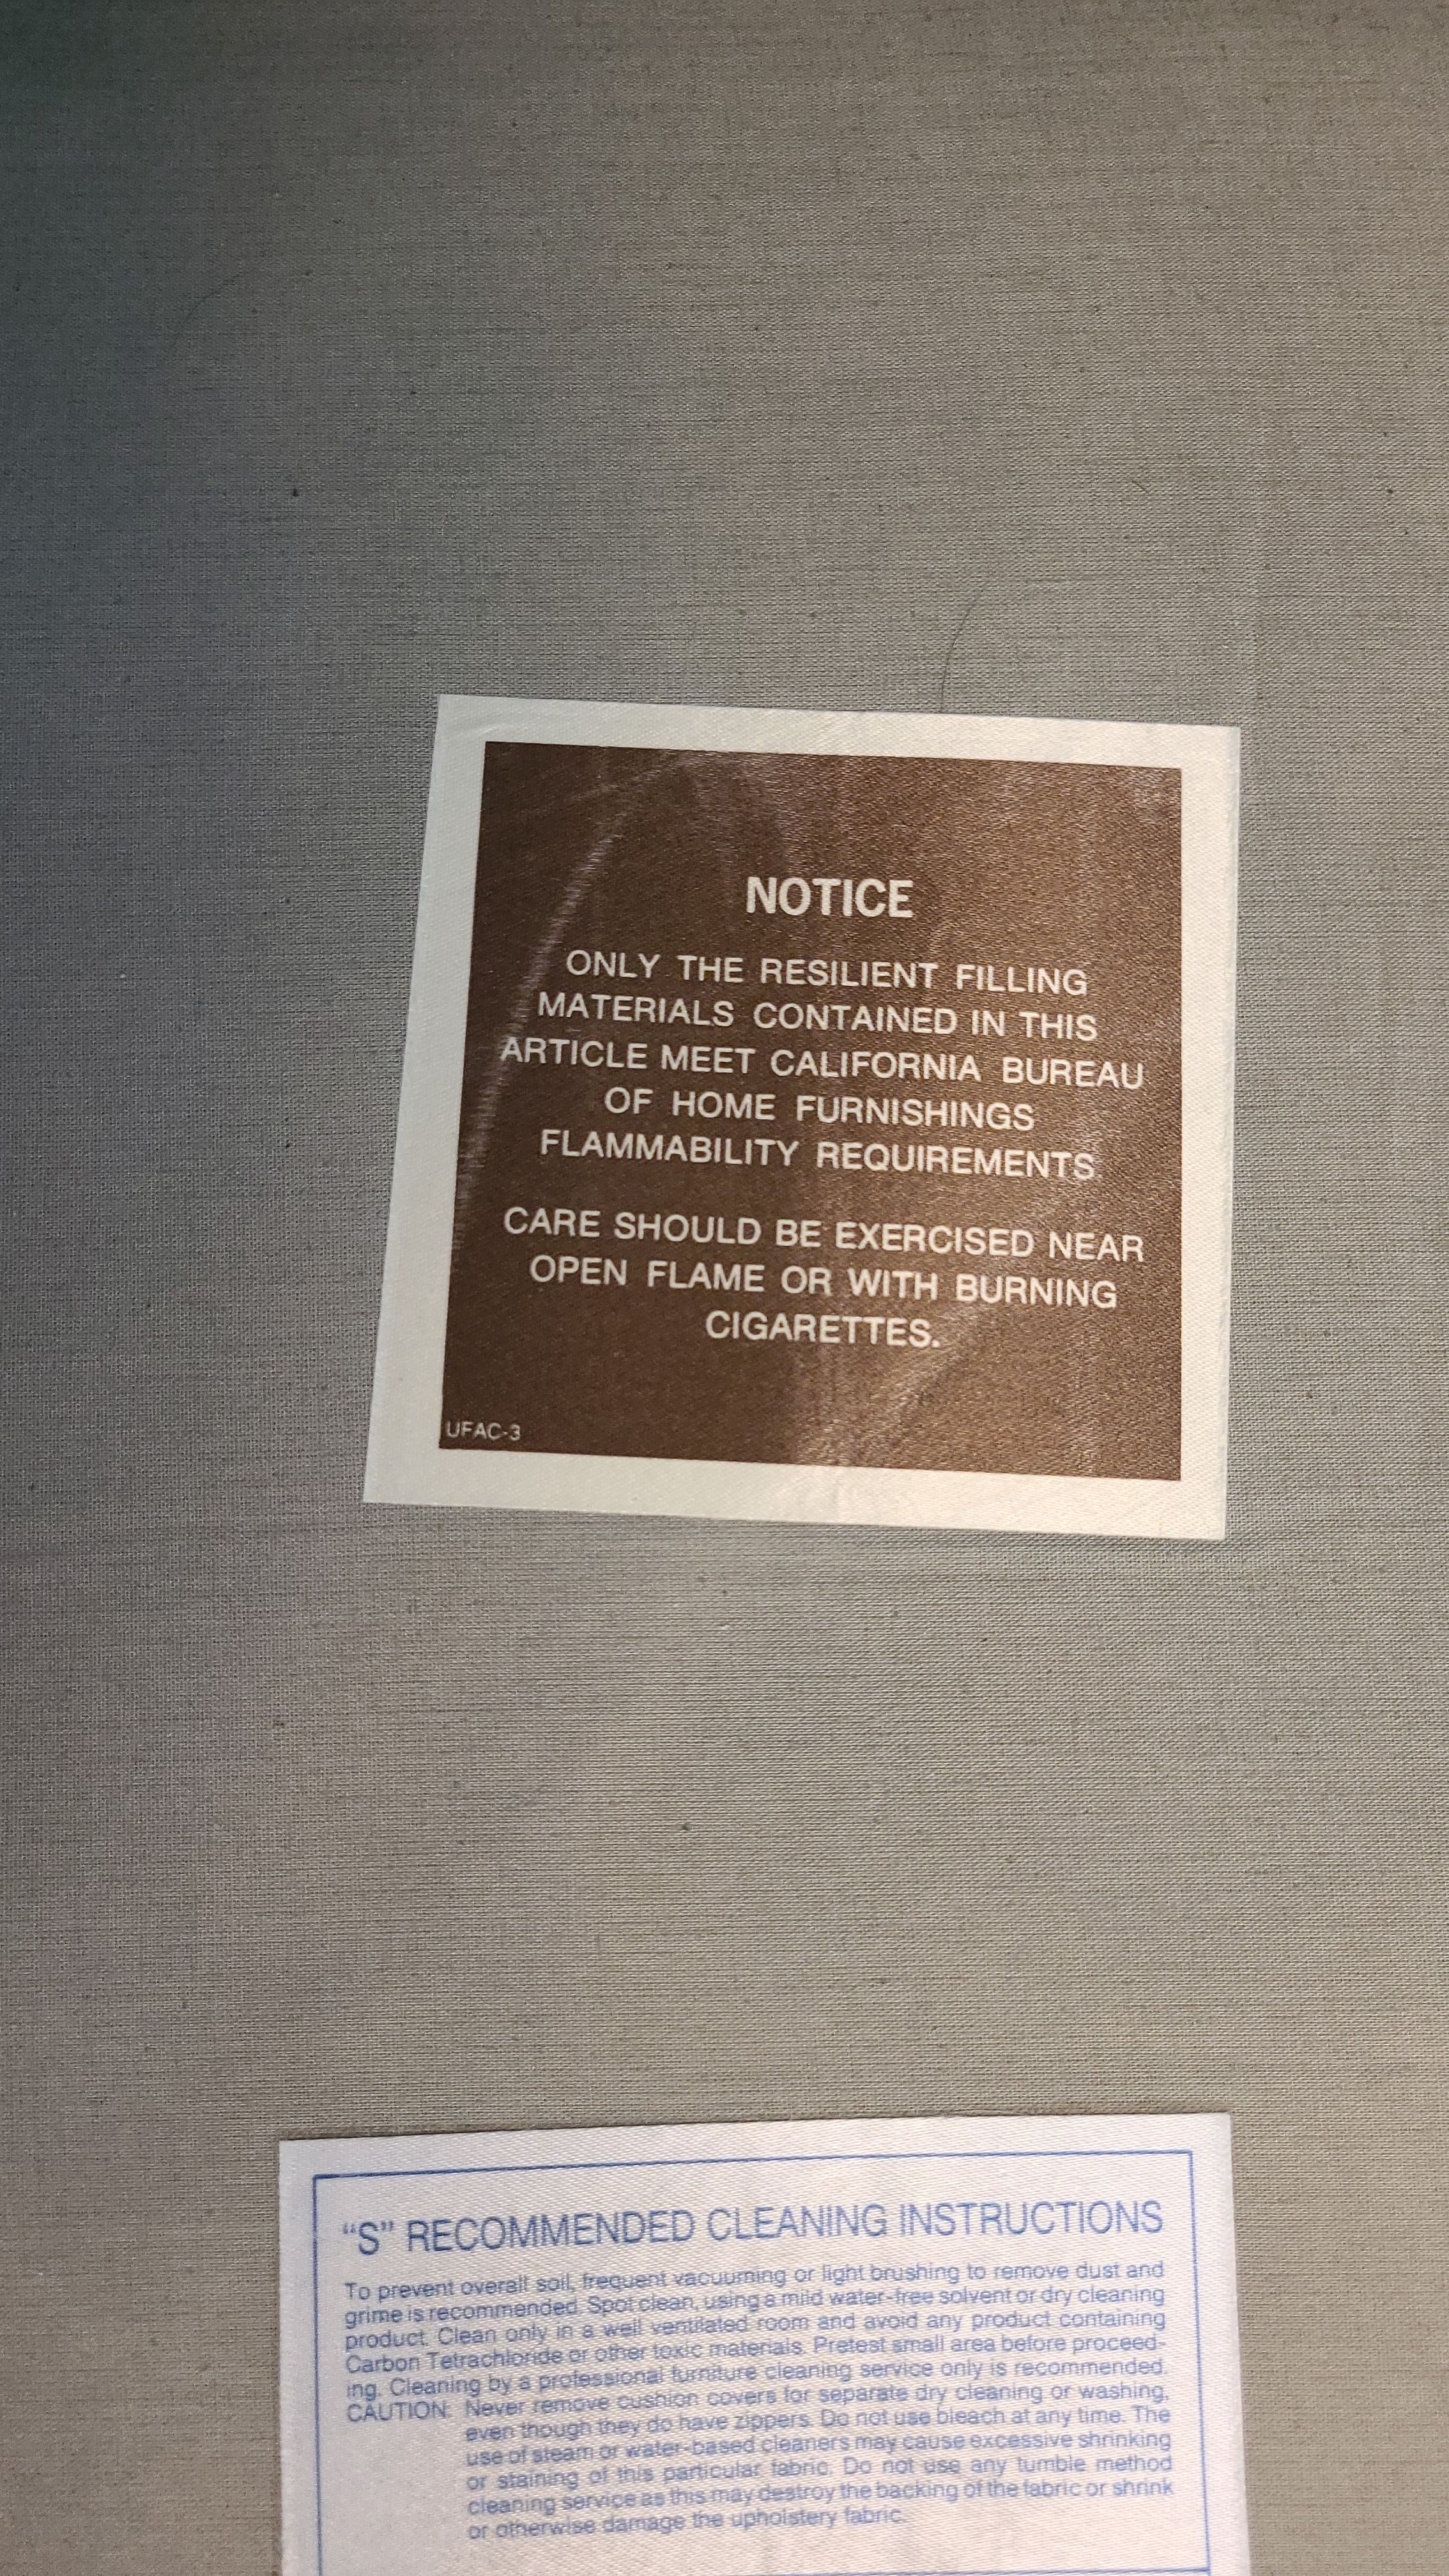 NOTICE
ONLY THE RESILIENT FILLING
MATERIALS CONTAINED IN THIS
ARTICLE MEET CALIFORNIA BUREAU
OF HOME FURNISHINGS
FLAMMABILITY REQUIREMENTS
CARE SHOULD BE EXERCISED NEAR
OPEN FLAME OR WITH BURNING
CIGARETTES.
UFAC-3
“S” RECOMMENDED CLEANING INSTRUCTIONS
To prevent overall soil, frequent vacuuming or light brushing to remove dust and
grime is recommended. Spot clean, using a mild water-free solvent or dry cleaning
product. Clean only in a well ventilated room and avoid any product containing
Carbon Tetrachloride or other toxic materials. Pretest small area before proceed-
ing. Cleaning by a professional furniture cleaning service only is recommended.
CAUTION: Never remove cushion covers for separate dry cleaning or washing,
even though they do have zippers. Do not use bleach at any time. The
use of steam or water-based cleaners may cause excessive shrinking
or staining of this particular fabric. Do not use any tumble method
cleaning service as this may destroy the backing of the fabric or shrink
or otherwise damage the upholstery fabric.